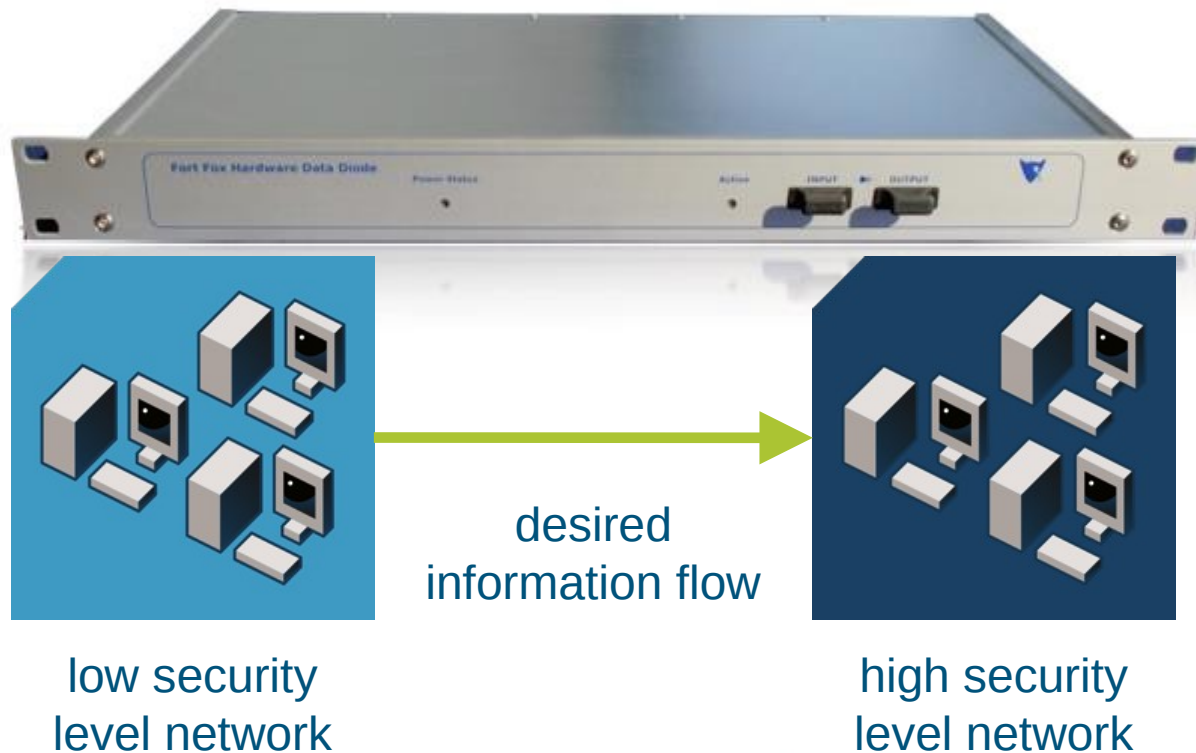 Fort Fox Hardware Data Diode
Power Status
Active
INPUT
OUTPUT
desired
information flow
low security
level network
high security
level network